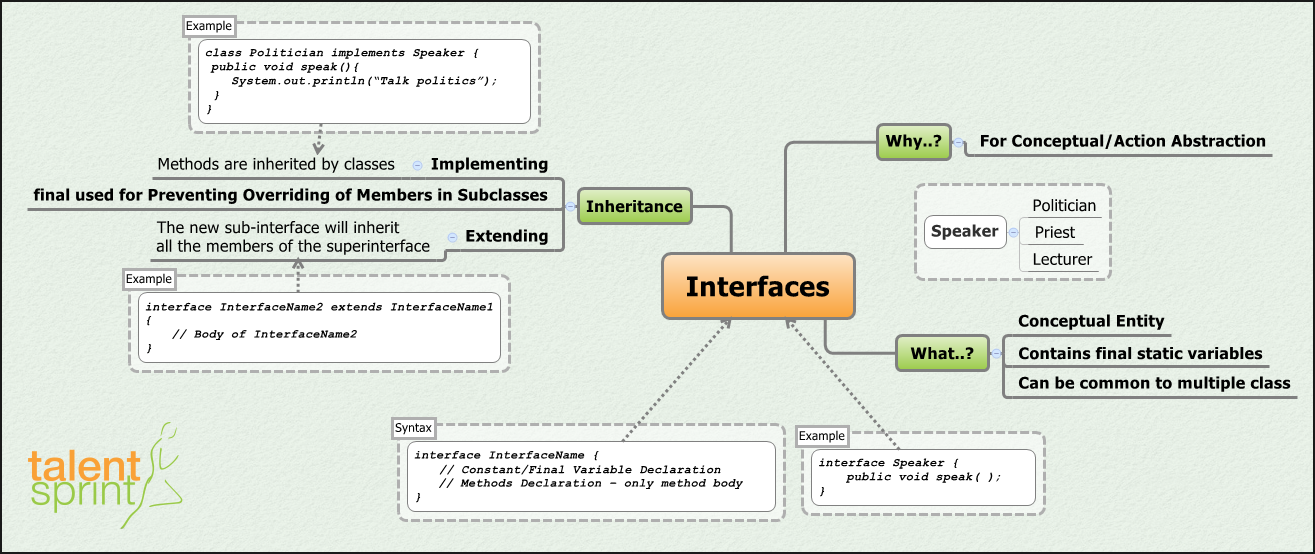 Example
class Politician implements Speaker {
public void speak(){
System.out.println(“Talk politics”);
}
}
Methods are inherited by classes
Implementing
final used for Preventing Overriding of Members in Subclasses
The new sub-interface will inherit
all the members of the superinterface
Extending
Inheritance
Example
interface InterfaceName2 extends InterfaceName1
{
// Body of InterfaceName2
}
Interfaces
Why..?
For Conceptual/Action Abstraction
Speaker
Politician
Priest
Lecturer
What..?
Conceptual Entity
Contains final static variables
Can be common to multiple class
Syntax
interface InterfaceName {
// Constant/Final Variable Declaration
// Methods Declaration – only method body
}
Example
interface Speaker {
public void speak( );
}
talent
sprint